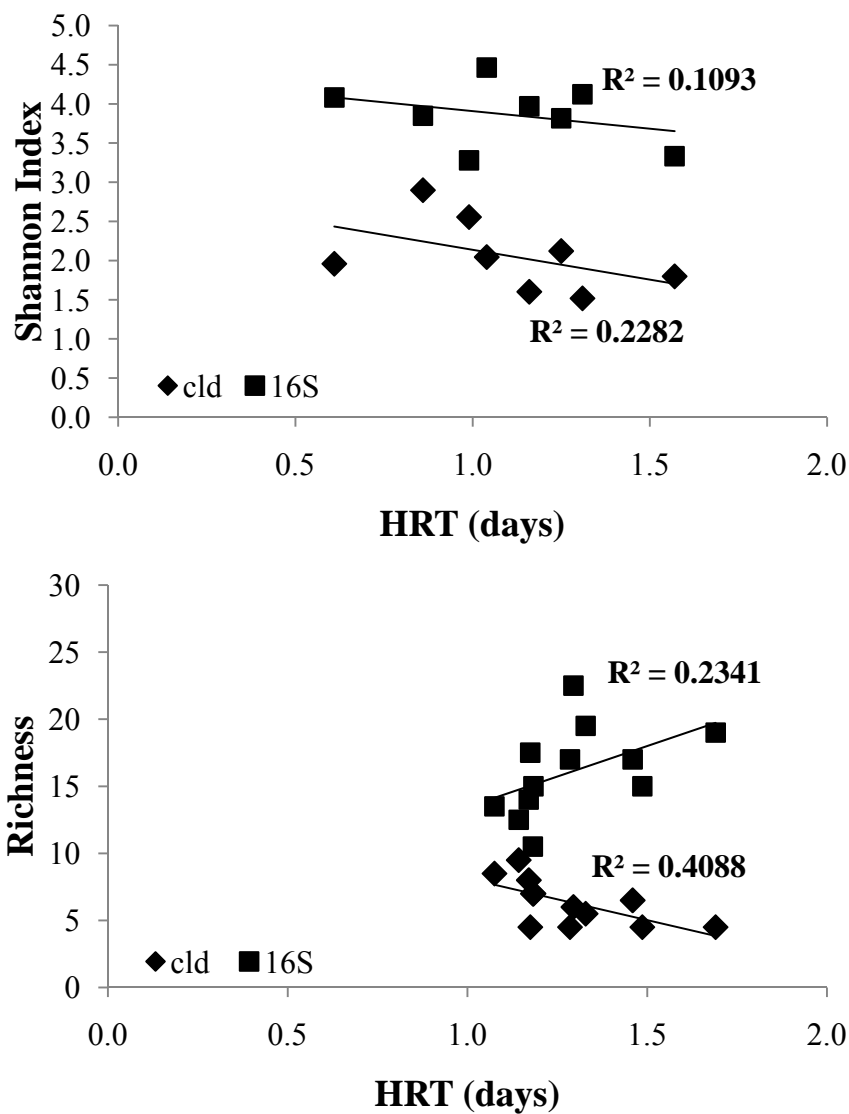 5.0
4.5
R² = 0.1093
4.0
3.5
3.0
2.5
2.0
1.5
R² = 0.2282
1.0
0.5
cld 16S
0.0
0.0 0.5 1.0 1.5 2.0
Shannon Index
HRT (days)
30
25
R² = 0.2341
20
15
10
R² = 0.4088
5
cld 16S
0
0.0 0.5 1.0 1.5 2.0
Richness
HRT (days)